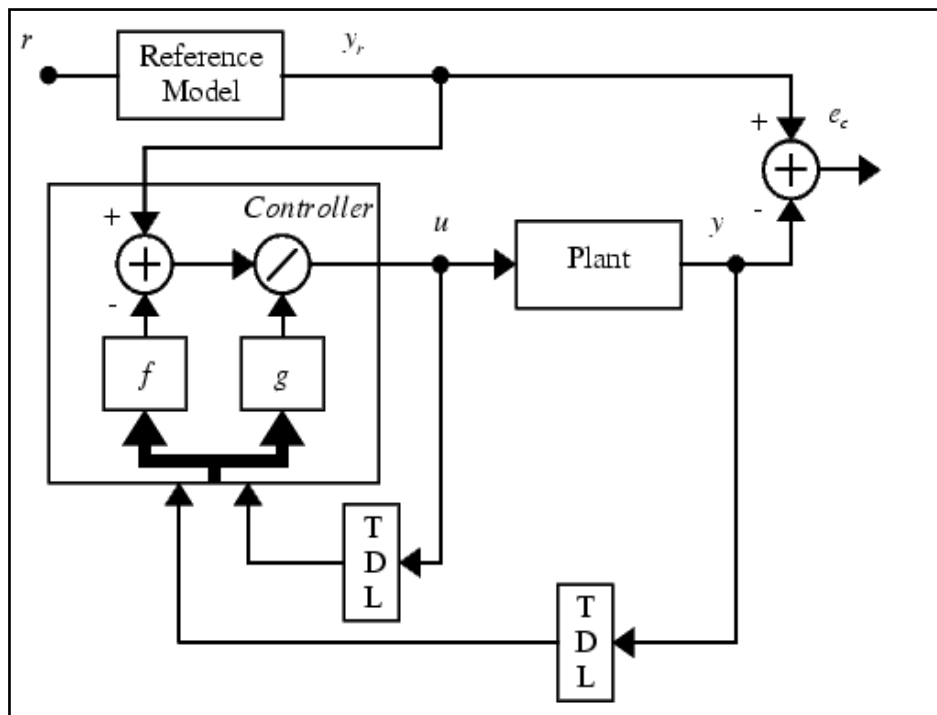 r
Reference
Model
y_r
+
e_c
-
Controller
+
u
y
Plant
-
f
g
T
D
L
T
D
L